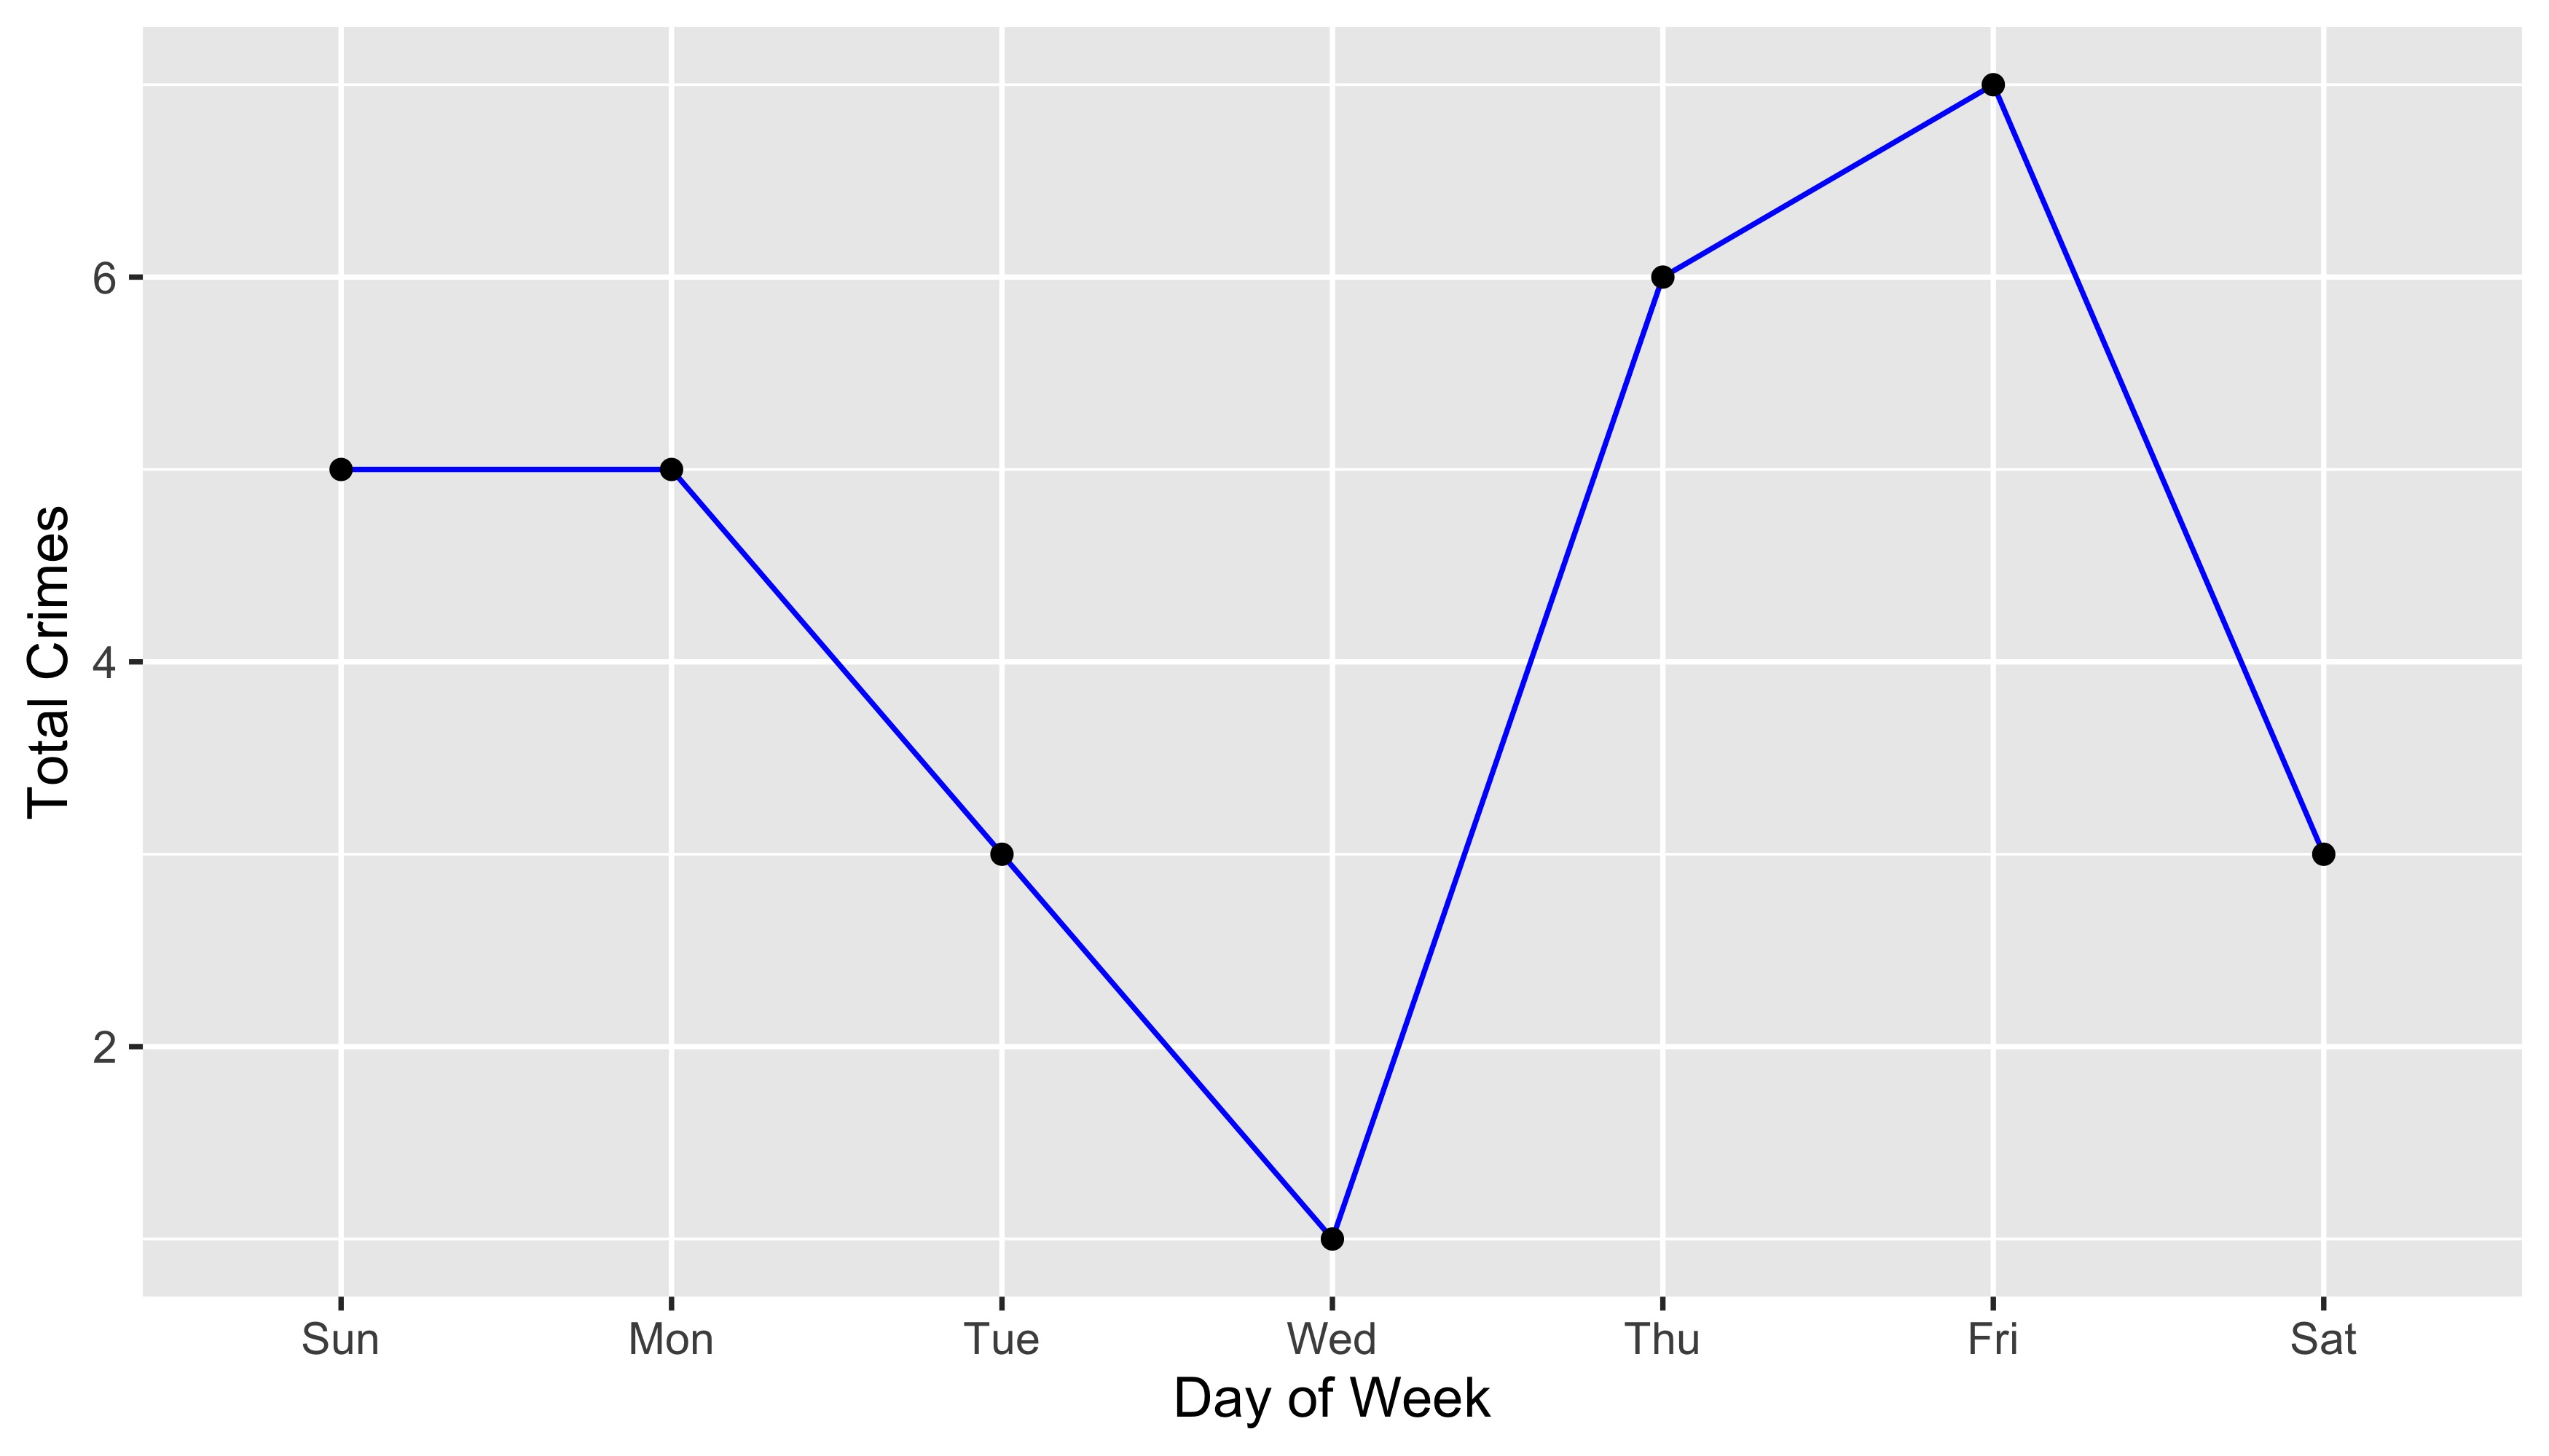 Total Crimes
6
4
2
Sun Mon Tue Wed Thu Fri Sat
Day of Week